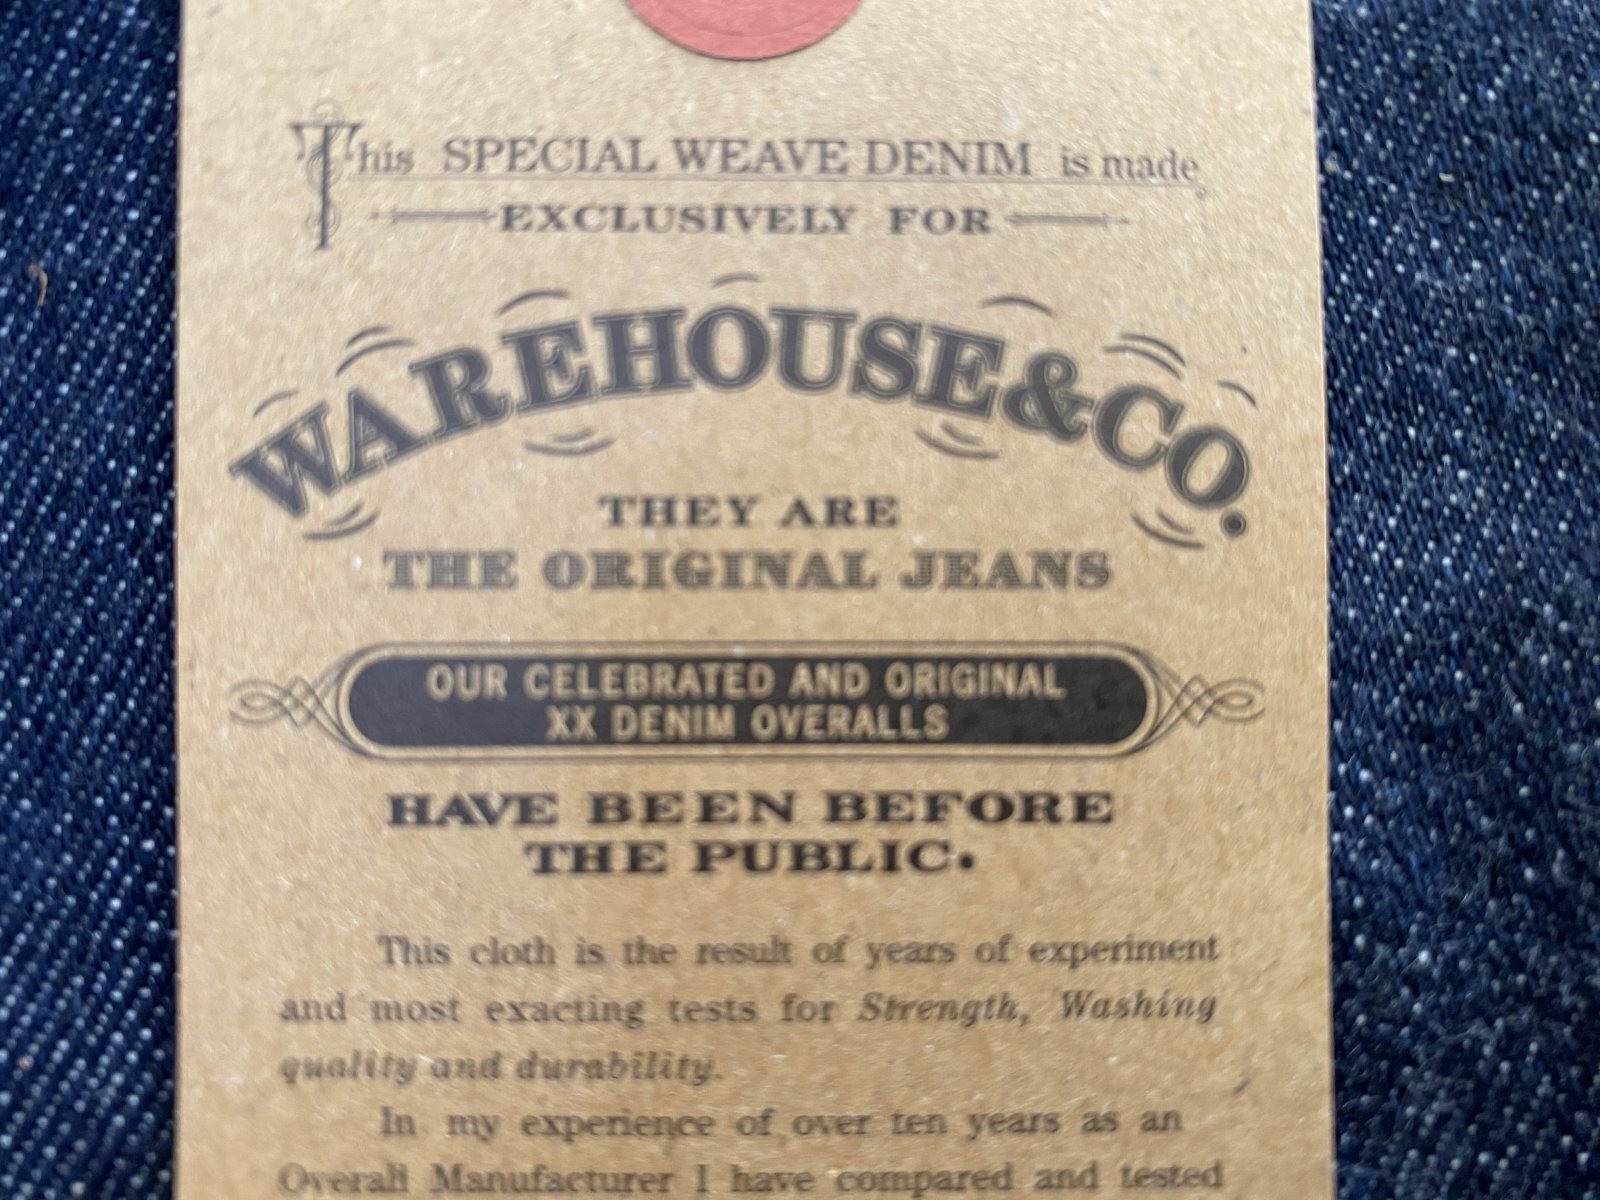 This SPECIAL WEAVE DENIM is made
EXCLUSIVELY FOR
WAREHOUSE & CO.
THEY ARE
THE ORIGINAL JEANS
OUR CELEBRATED AND ORIGINAL
XX DENIM OVERALLS
HAVE BEEN BEFORE
THE PUBLIC.
This cloth is the result of years of experiment
and most exacting tests for Strength, Washing
quality and durability.
In my experience of over ten years as an
Overall Manufacturer I have compared and tested